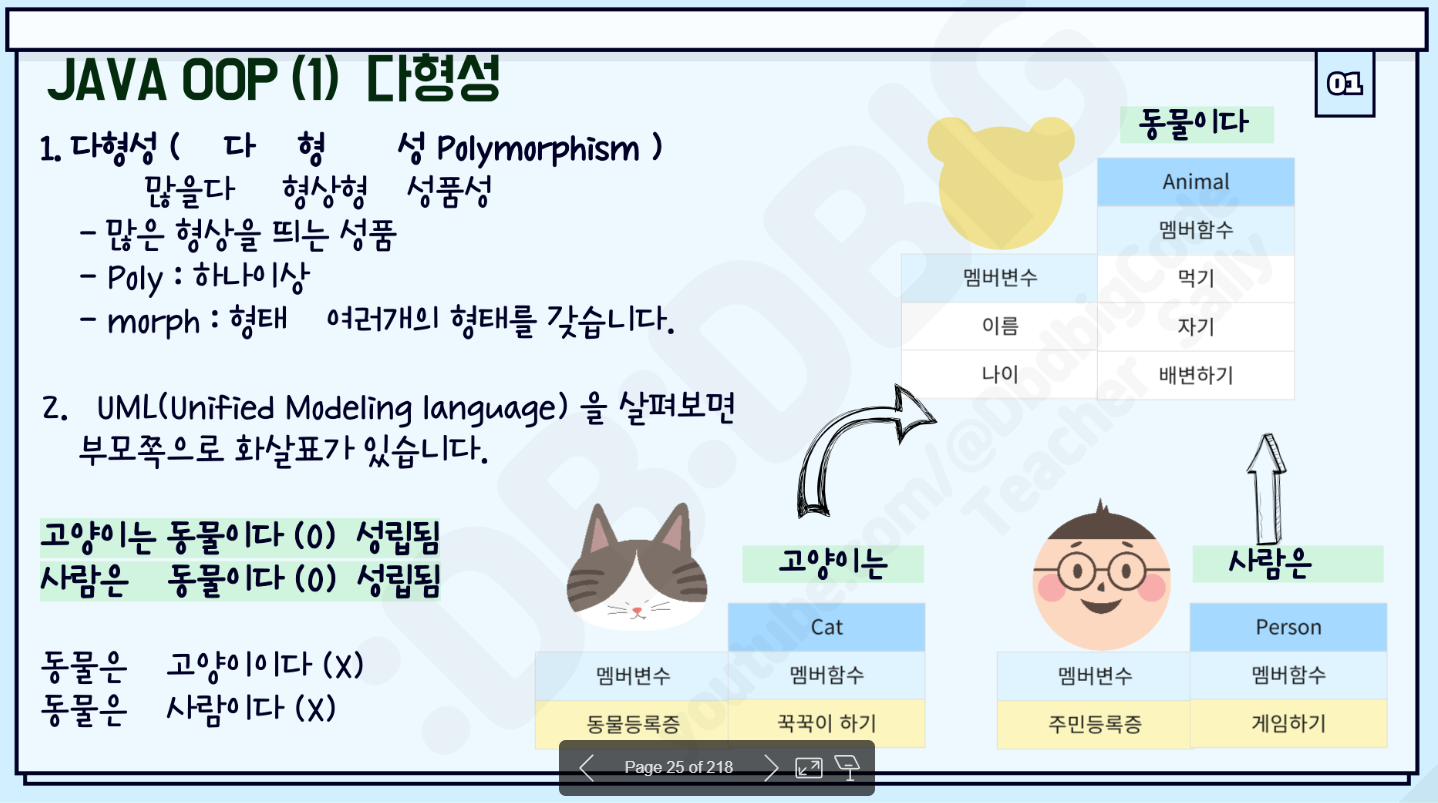 JAVA OOP (1) 다형성
01
1. 다형성 ( 다 형 성 Polymorphism )
많을다 형상형 성품성
- 많은 형상을 띄는 성품
- Poly : 하나이상
- morph : 형태 여러개의 형태를 갖습니다.
2. UML(Unified Modeling language) 을 살펴보면
부모쪽으로 화살표가 있습니다.
고양이는 동물이다 (O) 성립됨
사람은 동물이다 (O) 성립됨
동물은 고양이이다 (X)
동물은 사람이다 (X)
동물이다
Animal
멤버함수
멤버변수 먹기
이름 자기
나이 배변하기
고양이는
Cat
멤버변수 멤버함수
동물등록증 꾹꾹이 하기
사람은
Person
멤버변수 멤버함수
주민등록증 게임하기
:DB:DBIG
youtube.com/@DbdbigCode
Teacher Sally
Page 25 of 218